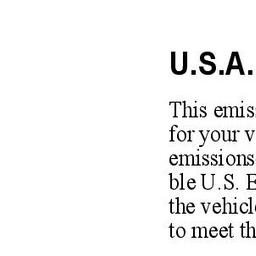 U.S.A.
This emis
for your v
emissions
ble U.S. E
the vehicl
to meet th